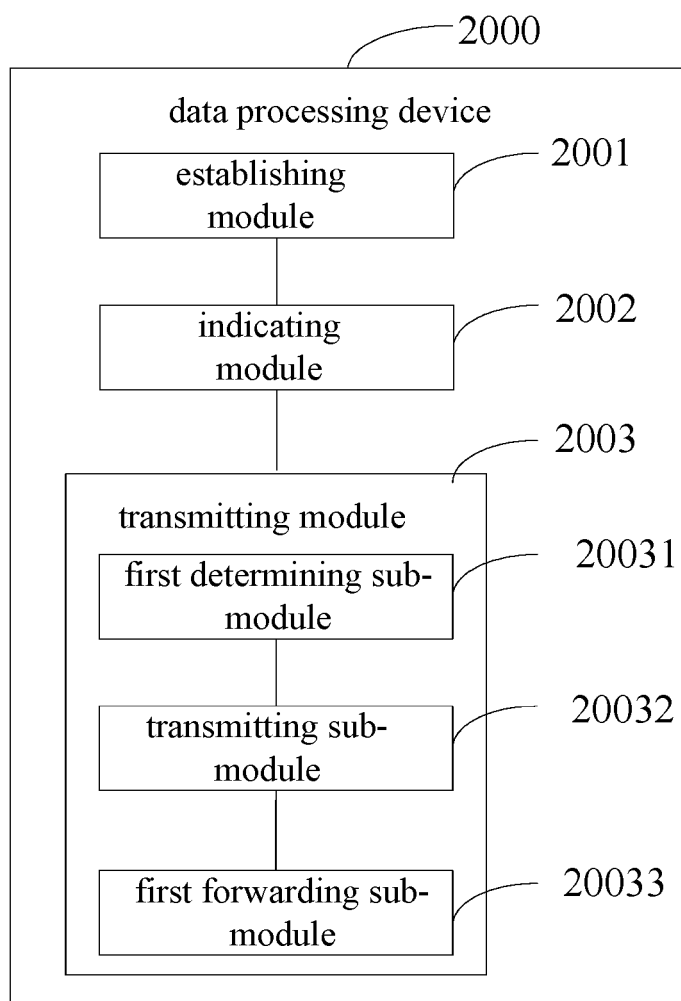 2000
data processing device
2001
establishing
module
2002
indicating
module
2003
transmitting module
20031
first determining sub-
module
20032
transmitting sub-
module
first forwarding sub-
module
20033